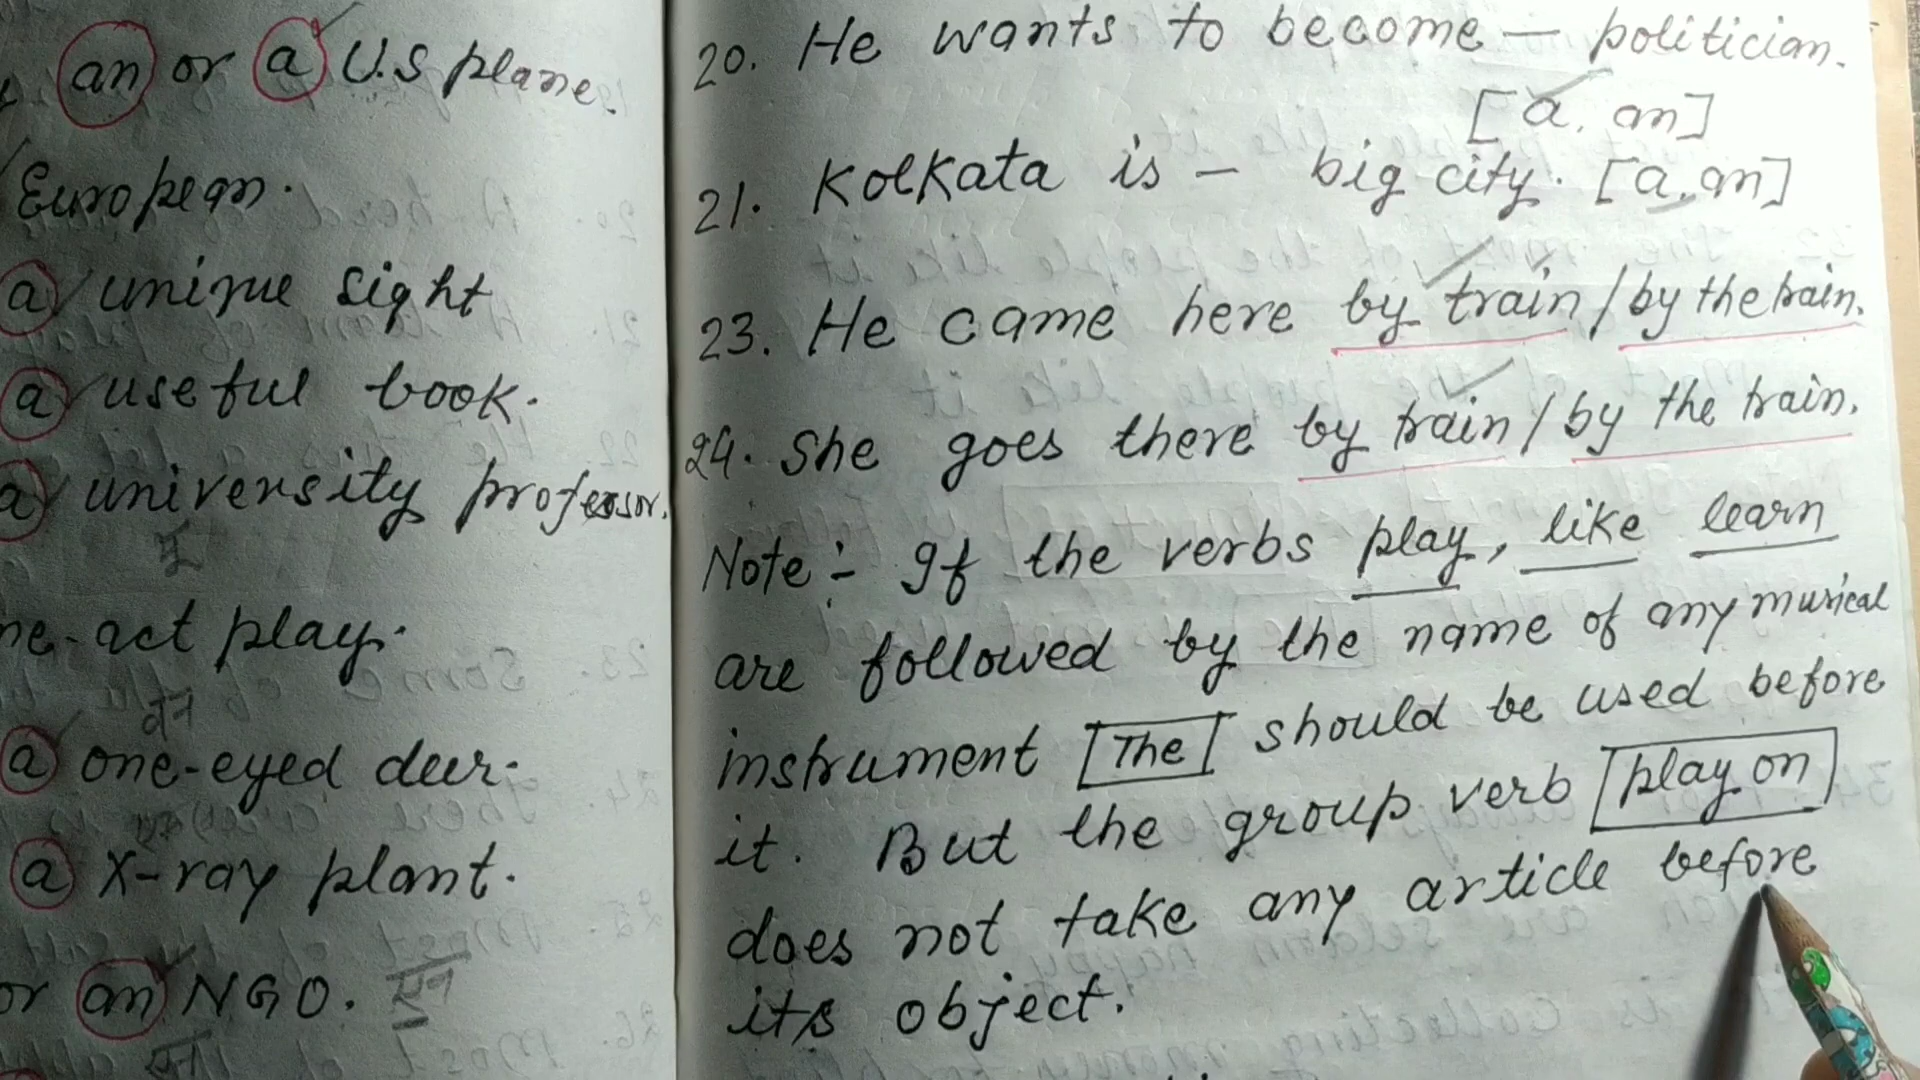 an or a U.S plane.
European.
a unique sight
a useful book.
a university professor.
ne-act play.
वन
a one-eyed deer.
a X-ray plant.
or an NGO. एन
20. He wants to become — politician.
[a, an]
21. Kolkata is — big city. [a, an]
23. He came here by train / by the train.
24. She goes there by train / by the train.
Note :- If the verbs play, like learn
are followed by the name of any musical
instrument [The] should be used before
it. But the group verb [play on]
does not take any article before
its object.